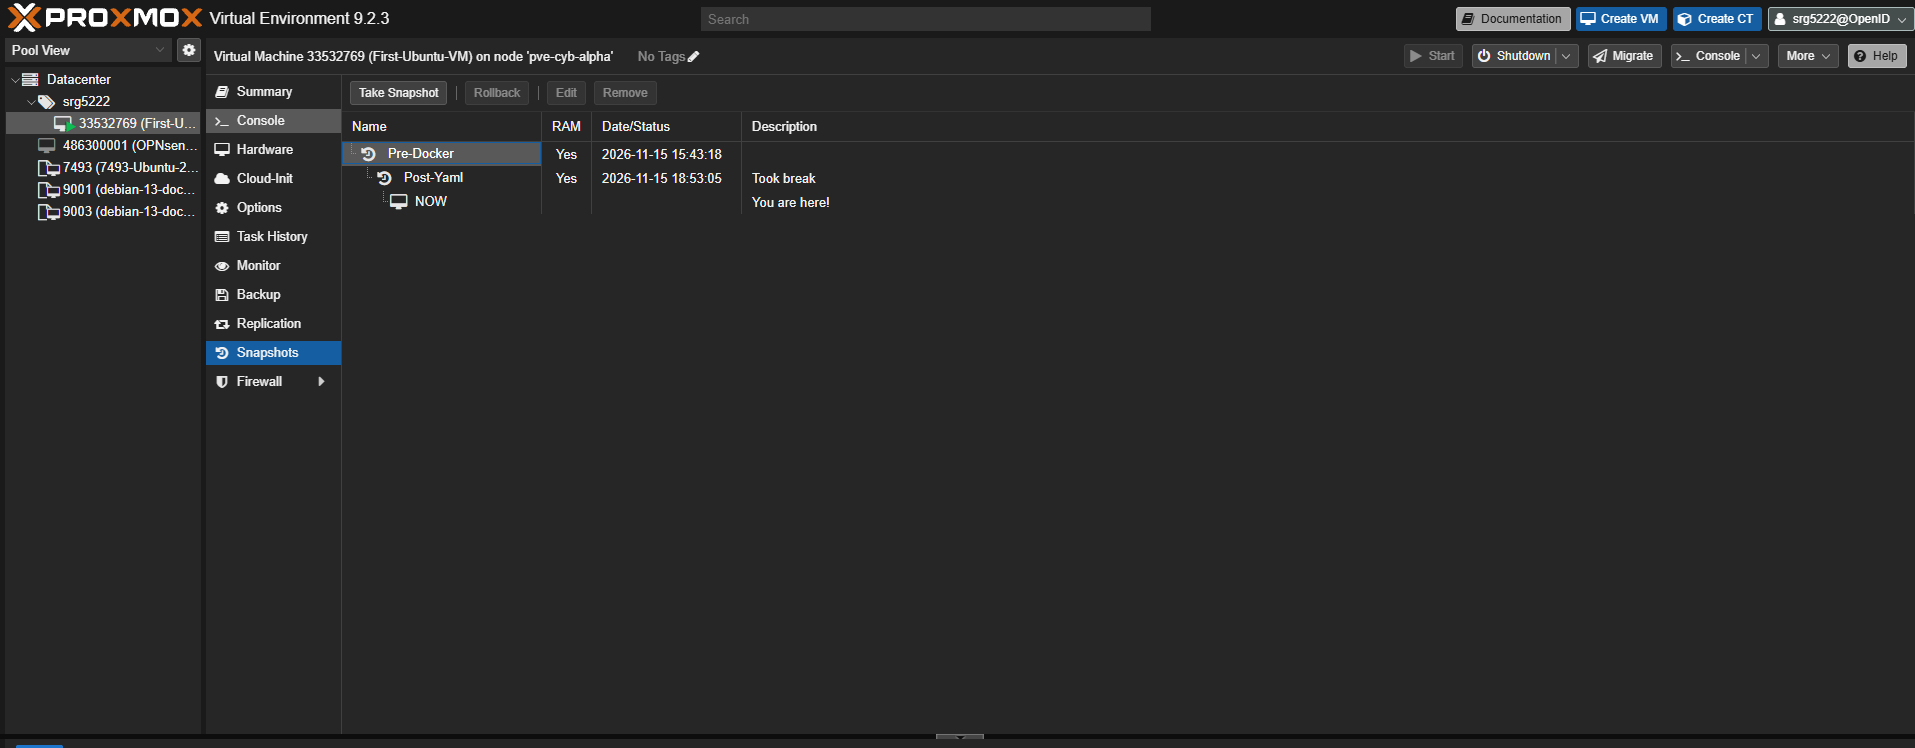 PROXMOX Virtual Environment 9.2.3
Search
Documentation
Create VM
Create CT
srg5222@OpenID
Pool View
Datacenter
srg5222
33532769 (First-U...
486300001 (OPNsen...
7493 (7493-Ubuntu-2...
9001 (debian-13-doc...
9003 (debian-13-doc...
Virtual Machine 33532769 (First-Ubuntu-VM) on node 'pve-cyb-alpha'
No Tags
Start
Shutdown
Migrate
Console
More
Help
Summary
Console
Hardware
Cloud-Init
Options
Task History
Monitor
Backup
Replication
Snapshots
Firewall
Take Snapshot
Rollback
Edit
Remove
Name RAM Date/Status Description
Pre-Docker Yes 2026-11-15 15:43:18
Post-Yaml Yes 2026-11-15 18:53:05 Took break
NOW You are here!